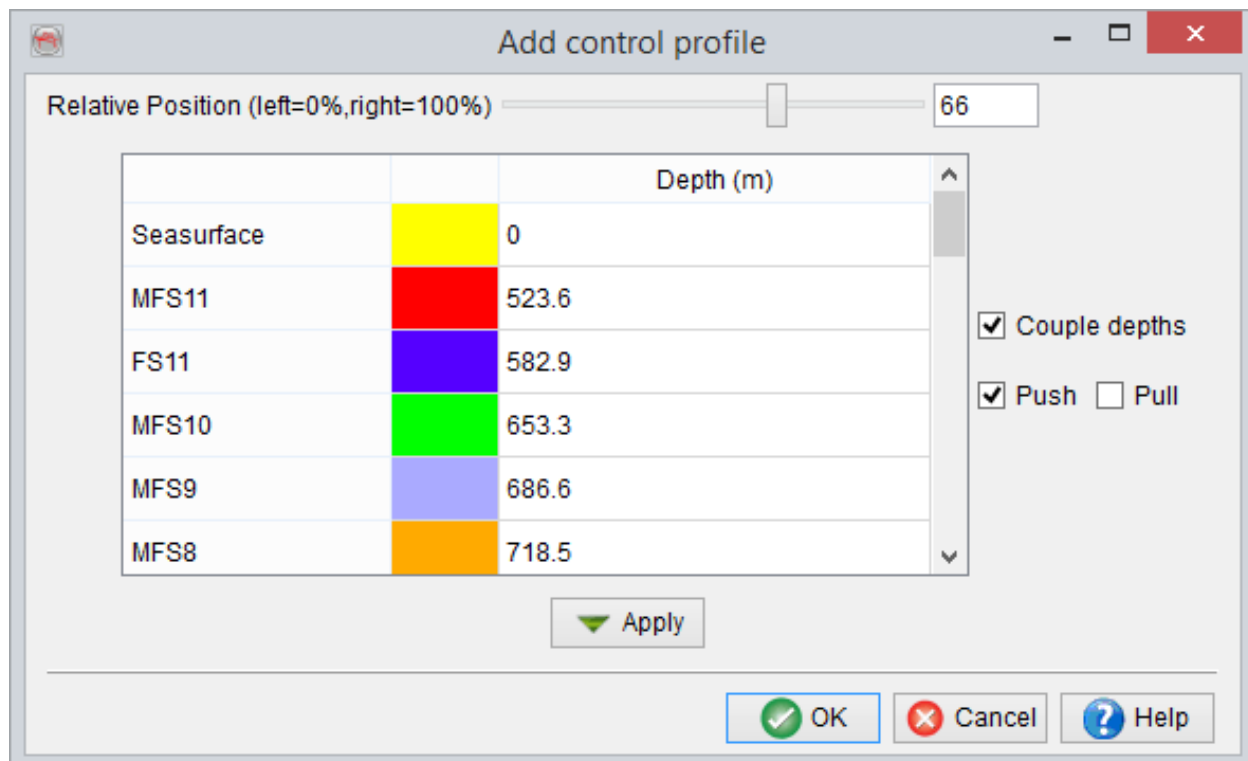 Add control profile
Relative Position (left=0%,right=100%) 66
Depth (m)
Seasurface 0
MFS11 523.6
FS11 582.9
MFS10 653.3
MFS9 686.6
MFS8 718.5
Couple depths
Push Pull
Apply
OK Cancel Help